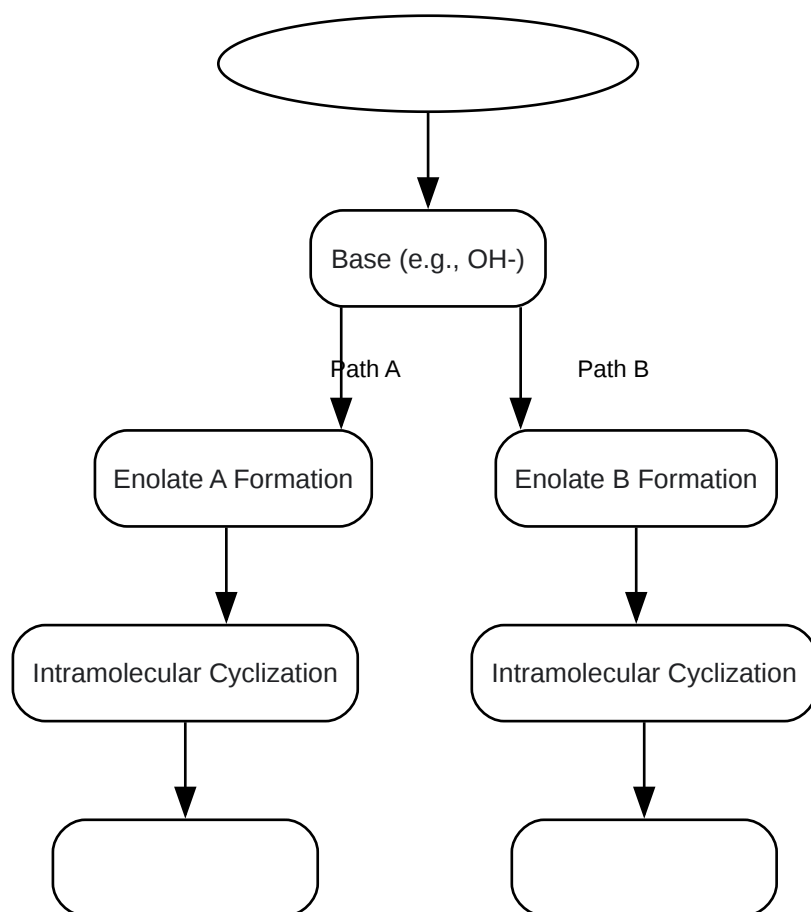 Base (e.g., OH-)
Path A
Path B
Enolate A Formation
Enolate B Formation
Intramolecular Cyclization
Intramolecular Cyclization